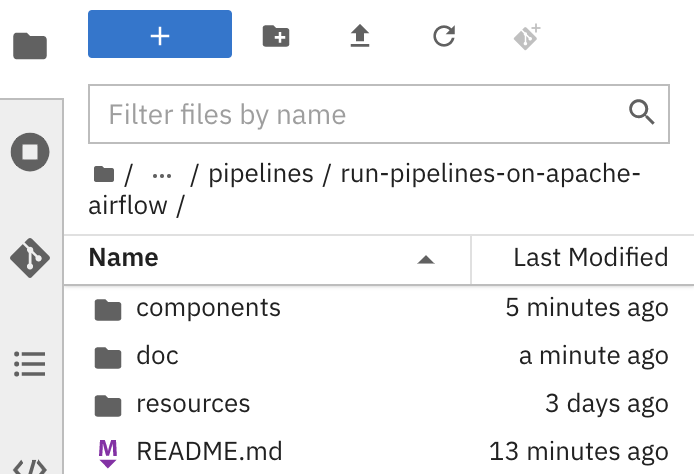 Filter files by name
/ ... / pipelines / run-pipelines-on-apache-
airflow /
Name Last Modified
components 5 minutes ago
doc a minute ago
resources 3 days ago
M README.md 13 minutes ago